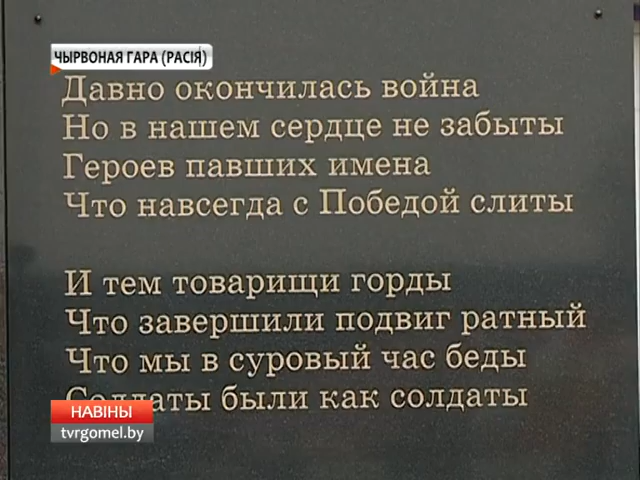 ЧЫРВОНАЯ ГАРА (РАСІЯ)
Давно окончилась война
Но в нашем сердце не забыты
Героев павших имена
Что навсегда с Победой слиты
И тем товарищи горды
Что завершили подвиг ратный
Что мы в суровый час беды
Солдаты были как солдаты
НАВІНЫ
tvrgomel.by